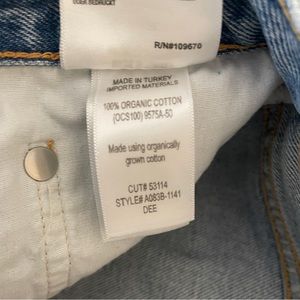 R/N#109670
MADE IN TURKEY
IMPORTED MATERIALS
100% ORGANIC COTTON
(OCS100) 9575A-50
Made using organically
grown cotton
CUT# 53114
STYLE# A083B-1141
DEE